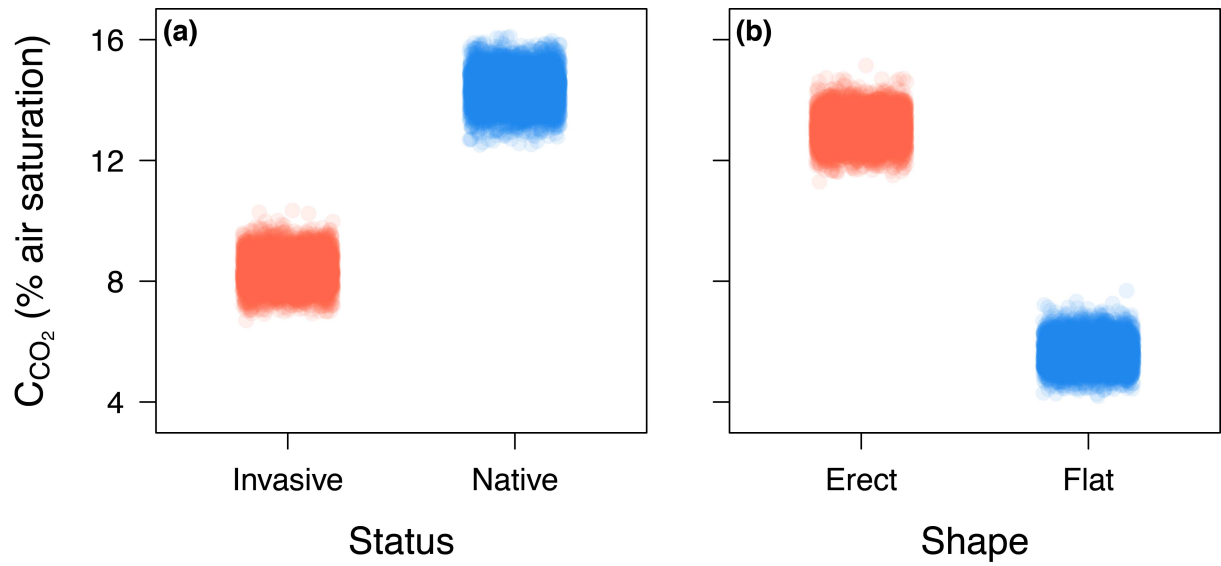 C_CO2 (% air saturation)
16
12
8
4
(a)
Invasive
Native
Status
(b)
Erect
Flat
Shape